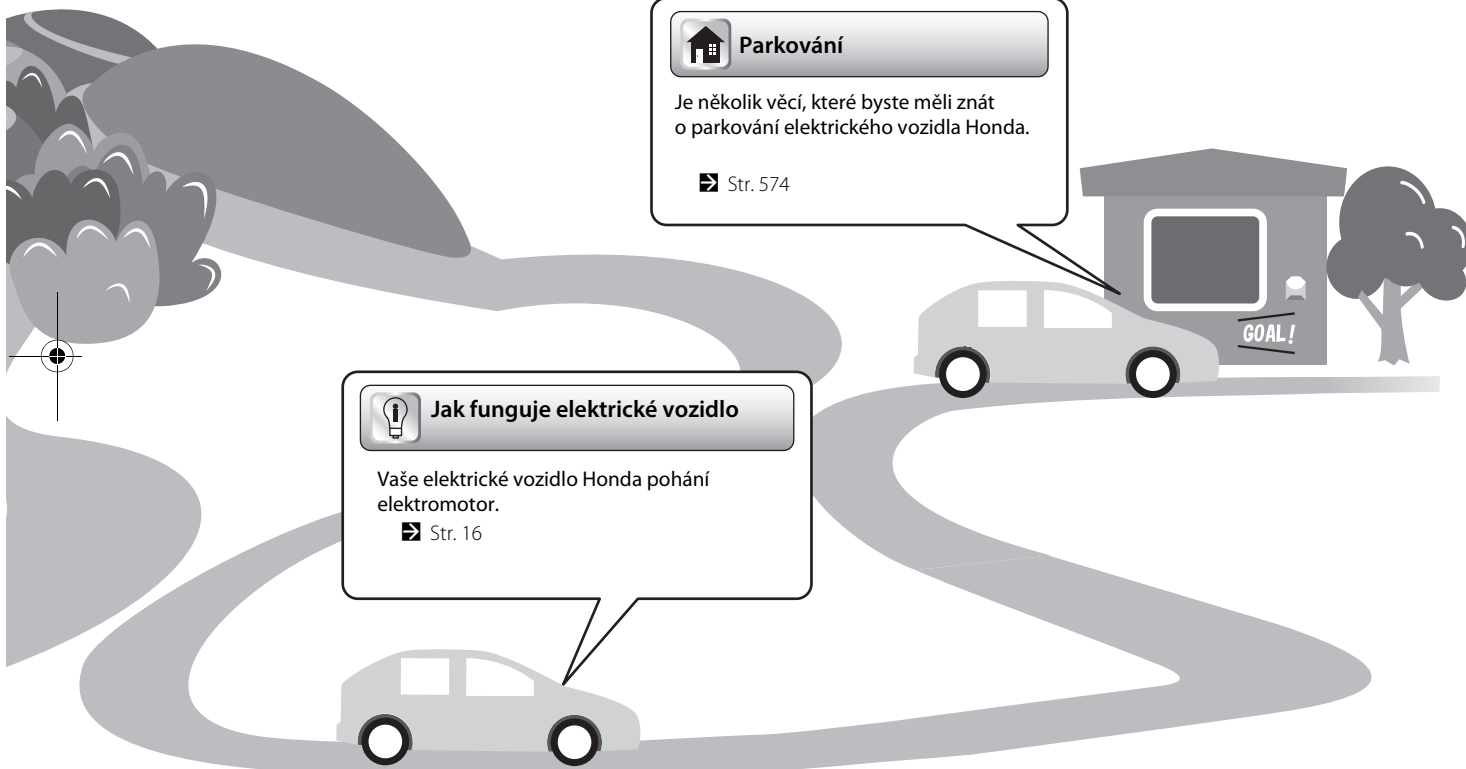 Parkování
Je několik věcí, které byste měli znát
o parkování elektrického vozidla Honda.
Str. 574
GOAL!
Jak funguje elektrické vozidlo
Vaše elektrické vozidlo Honda pohání
elektromotor.
Str. 16